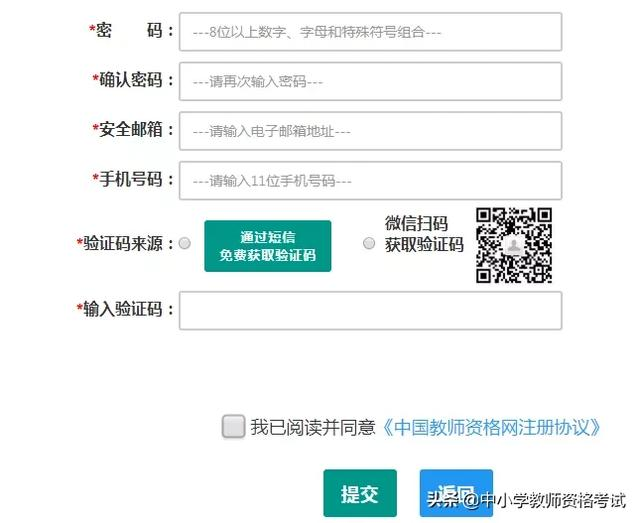 *密 码：
---8位以上数字、字母和特殊符号组合---
*确认密码：
---请再次输入密码---
*安全邮箱：
---请输入电子邮箱地址---
*手机号码：
---请输入11位手机号码---
*验证码来源：
通过短信
免费获取验证码
微信扫码
获取验证码
*输入验证码：
我已阅读并同意《中国教师资格网注册协议》
提交
返回
头条@中小学教师资格考试